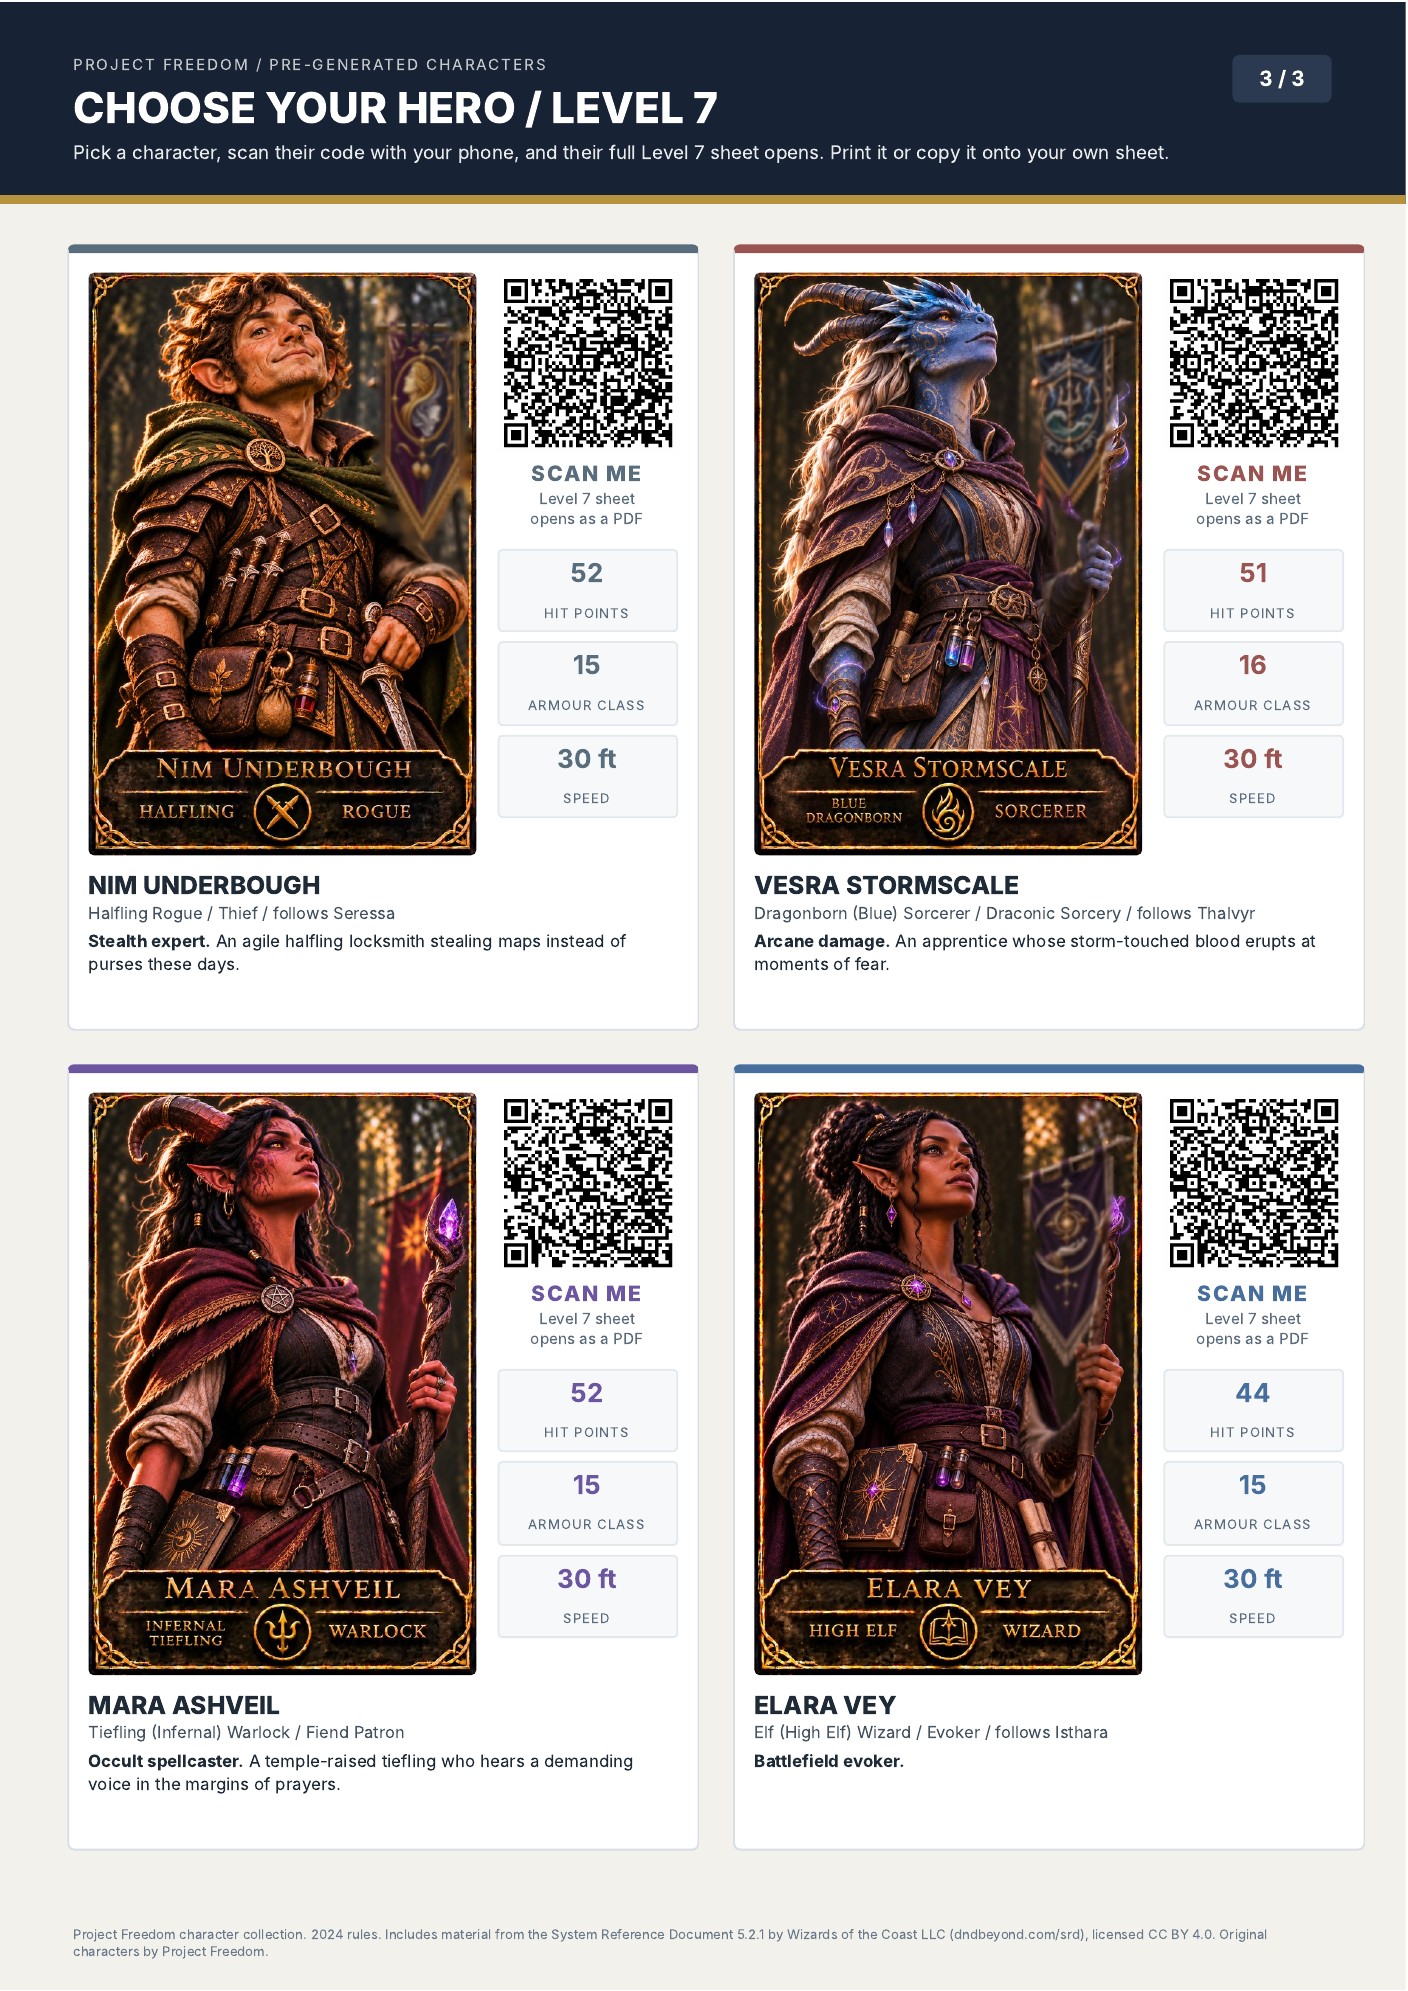 PROJECT FREEDOM / PRE-GENERATED CHARACTERS
3 / 3
CHOOSE YOUR HERO / LEVEL 7
Pick a character, scan their code with your phone, and their full Level 7 sheet opens. Print it or copy it onto your own sheet.
SCAN ME
Level 7 sheet
opens as a PDF
52
HIT POINTS
15
ARMOUR CLASS
30 ft
SPEED
NIM UNDERBOUGH
HALFLING
ROGUE
NIM UNDERBOUGH
Halfling Rogue / Thief / follows Seressa
Stealth expert. An agile halfling locksmith stealing maps instead of
purses these days.
SCAN ME
Level 7 sheet
opens as a PDF
51
HIT POINTS
16
ARMOUR CLASS
30 ft
SPEED
VESRA STORMSCALE
BLUE
DRAGONBORN
SORCERER
VESRA STORMSCALE
Dragonborn (Blue) Sorcerer / Draconic Sorcery / follows Thalvyr
Arcane damage. An apprentice whose storm-touched blood erupts at
moments of fear.
SCAN ME
Level 7 sheet
opens as a PDF
52
HIT POINTS
15
ARMOUR CLASS
30 ft
SPEED
MARA ASHVEIL
INFERNAL
TIEFLING
WARLOCK
MARA ASHVEIL
Tiefling (Infernal) Warlock / Fiend Patron
Occult spellcaster. A temple-raised tiefling who hears a demanding
voice in the margins of prayers.
SCAN ME
Level 7 sheet
opens as a PDF
44
HIT POINTS
15
ARMOUR CLASS
30 ft
SPEED
ELARA VEY
HIGH ELF
WIZARD
ELARA VEY
Elf (High Elf) Wizard / Evoker / follows Isthara
Battlefield evoker.
Project Freedom character collection. 2024 rules. Includes material from the System Reference Document 5.2.1 by Wizards of the Coast LLC (dndbeyond.com/srd), licensed CC BY 4.0. Original
characters by Project Freedom.